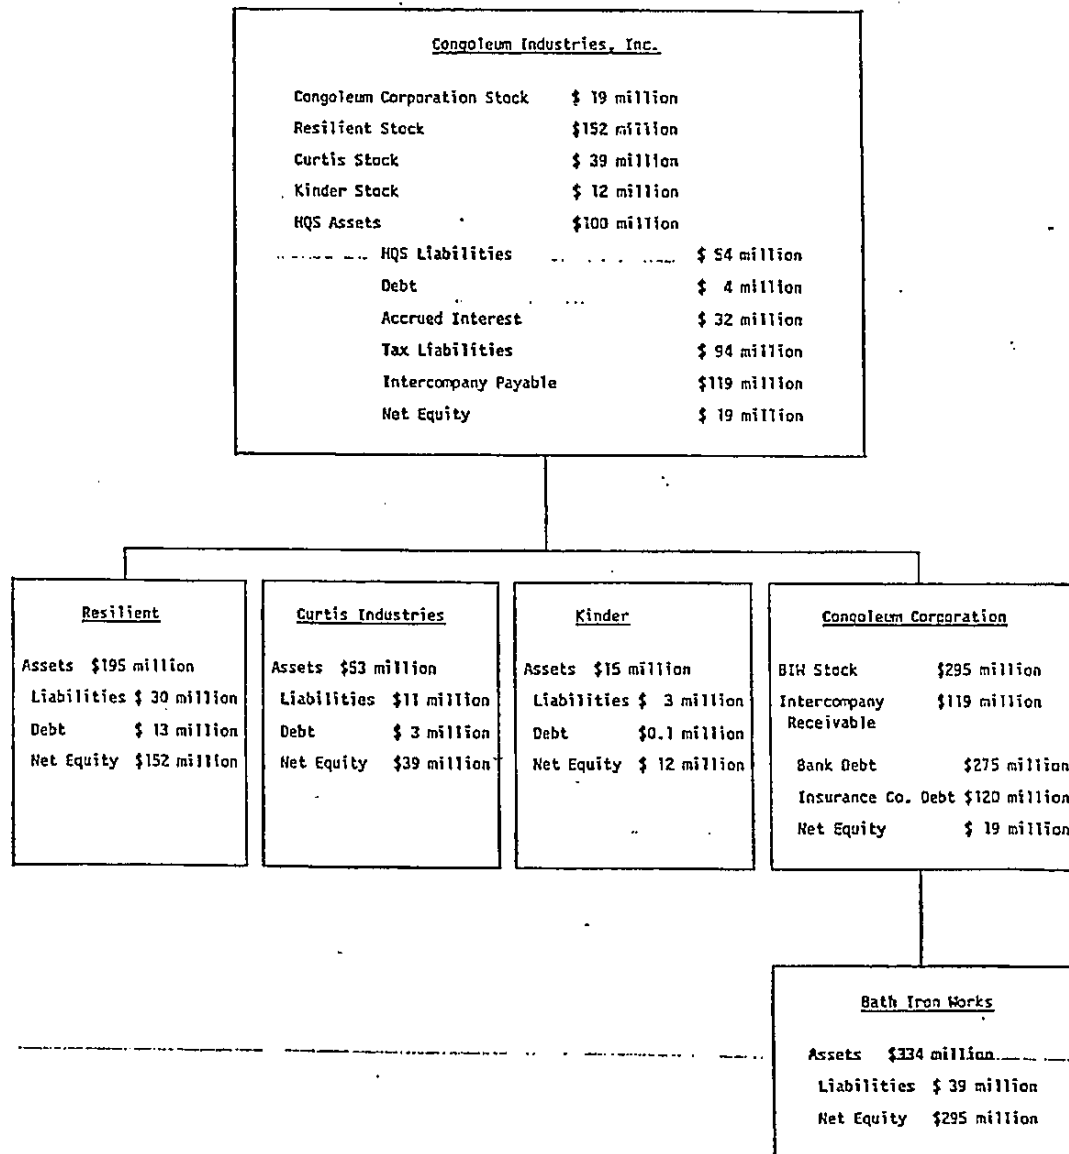 Congoleum Industries, Inc.
Congoleum Corporation Stock $ 19 million
Resilient Stock $152 million
Curtis Stock $ 39 million
Kinder Stock $ 12 million
HQS Assets $100 million
HQS Liabilities $ 54 million
Debt $ 4 million
Accrued Interest $ 32 million
Tax Liabilities $ 94 million
Intercompany Payable $119 million
Net Equity $ 19 million
Resilient
Assets $195 million
Liabilities $ 30 million
Debt $ 13 million
Net Equity $152 million
Curtis Industries
Assets $53 million
Liabilities $11 million
Debt $ 3 million
Net Equity $39 million
Kinder
Assets $15 million
Liabilities $ 3 million
Debt $0.1 million
Net Equity $ 12 million
Congoleum Corporation
BIW Stock $295 million
Intercompany $119 million
Receivable
Bank Debt $275 million
Insurance Co. Debt $120 million
Net Equity $ 19 million
Bath Iron Works
Assets $334 million
Liabilities $ 39 million
Net Equity $295 million